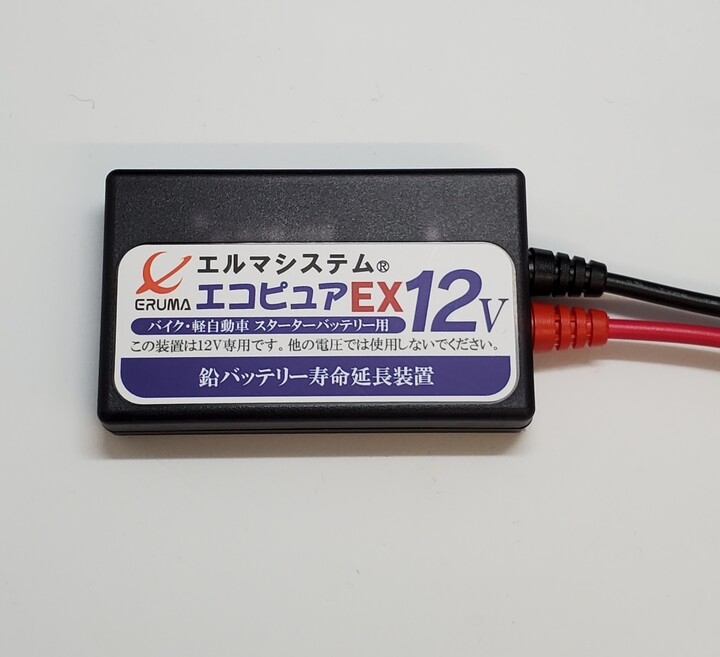 エルマシステム®
ERUMA エコピュアEX12V
バイク・軽自動車 スターターバッテリー用
この装置は12V専用です。他の電圧では使用しないでください。
鉛バッテリー寿命延長装置